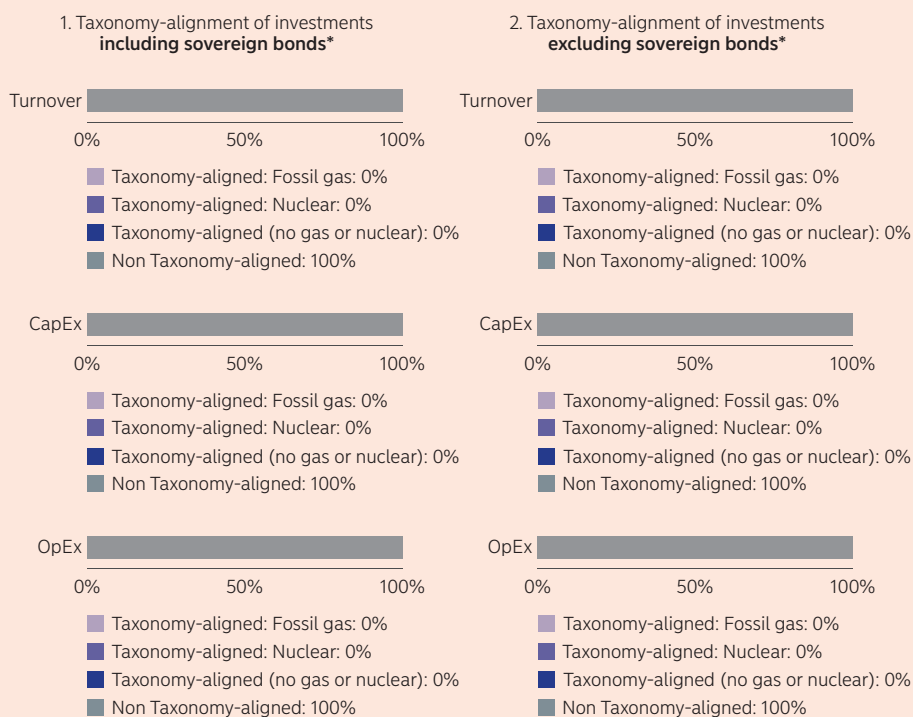 1. Taxonomy-alignment of investments
including sovereign bonds*
Turnover
0% 50% 100%
Taxonomy-aligned: Fossil gas: 0%
Taxonomy-aligned: Nuclear: 0%
Taxonomy-aligned (no gas or nuclear): 0%
Non Taxonomy-aligned: 100%
CapEx
0% 50% 100%
Taxonomy-aligned: Fossil gas: 0%
Taxonomy-aligned: Nuclear: 0%
Taxonomy-aligned (no gas or nuclear): 0%
Non Taxonomy-aligned: 100%
OpEx
0% 50% 100%
Taxonomy-aligned: Fossil gas: 0%
Taxonomy-aligned: Nuclear: 0%
Taxonomy-aligned (no gas or nuclear): 0%
Non Taxonomy-aligned: 100%
2. Taxonomy-alignment of investments
excluding sovereign bonds*
Turnover
0% 50% 100%
Taxonomy-aligned: Fossil gas: 0%
Taxonomy-aligned: Nuclear: 0%
Taxonomy-aligned (no gas or nuclear): 0%
Non Taxonomy-aligned: 100%
CapEx
0% 50% 100%
Taxonomy-aligned: Fossil gas: 0%
Taxonomy-aligned: Nuclear: 0%
Taxonomy-aligned (no gas or nuclear): 0%
Non Taxonomy-aligned: 100%
OpEx
0% 50% 100%
Taxonomy-aligned: Fossil gas: 0%
Taxonomy-aligned: Nuclear: 0%
Taxonomy-aligned (no gas or nuclear): 0%
Non Taxonomy-aligned: 100%